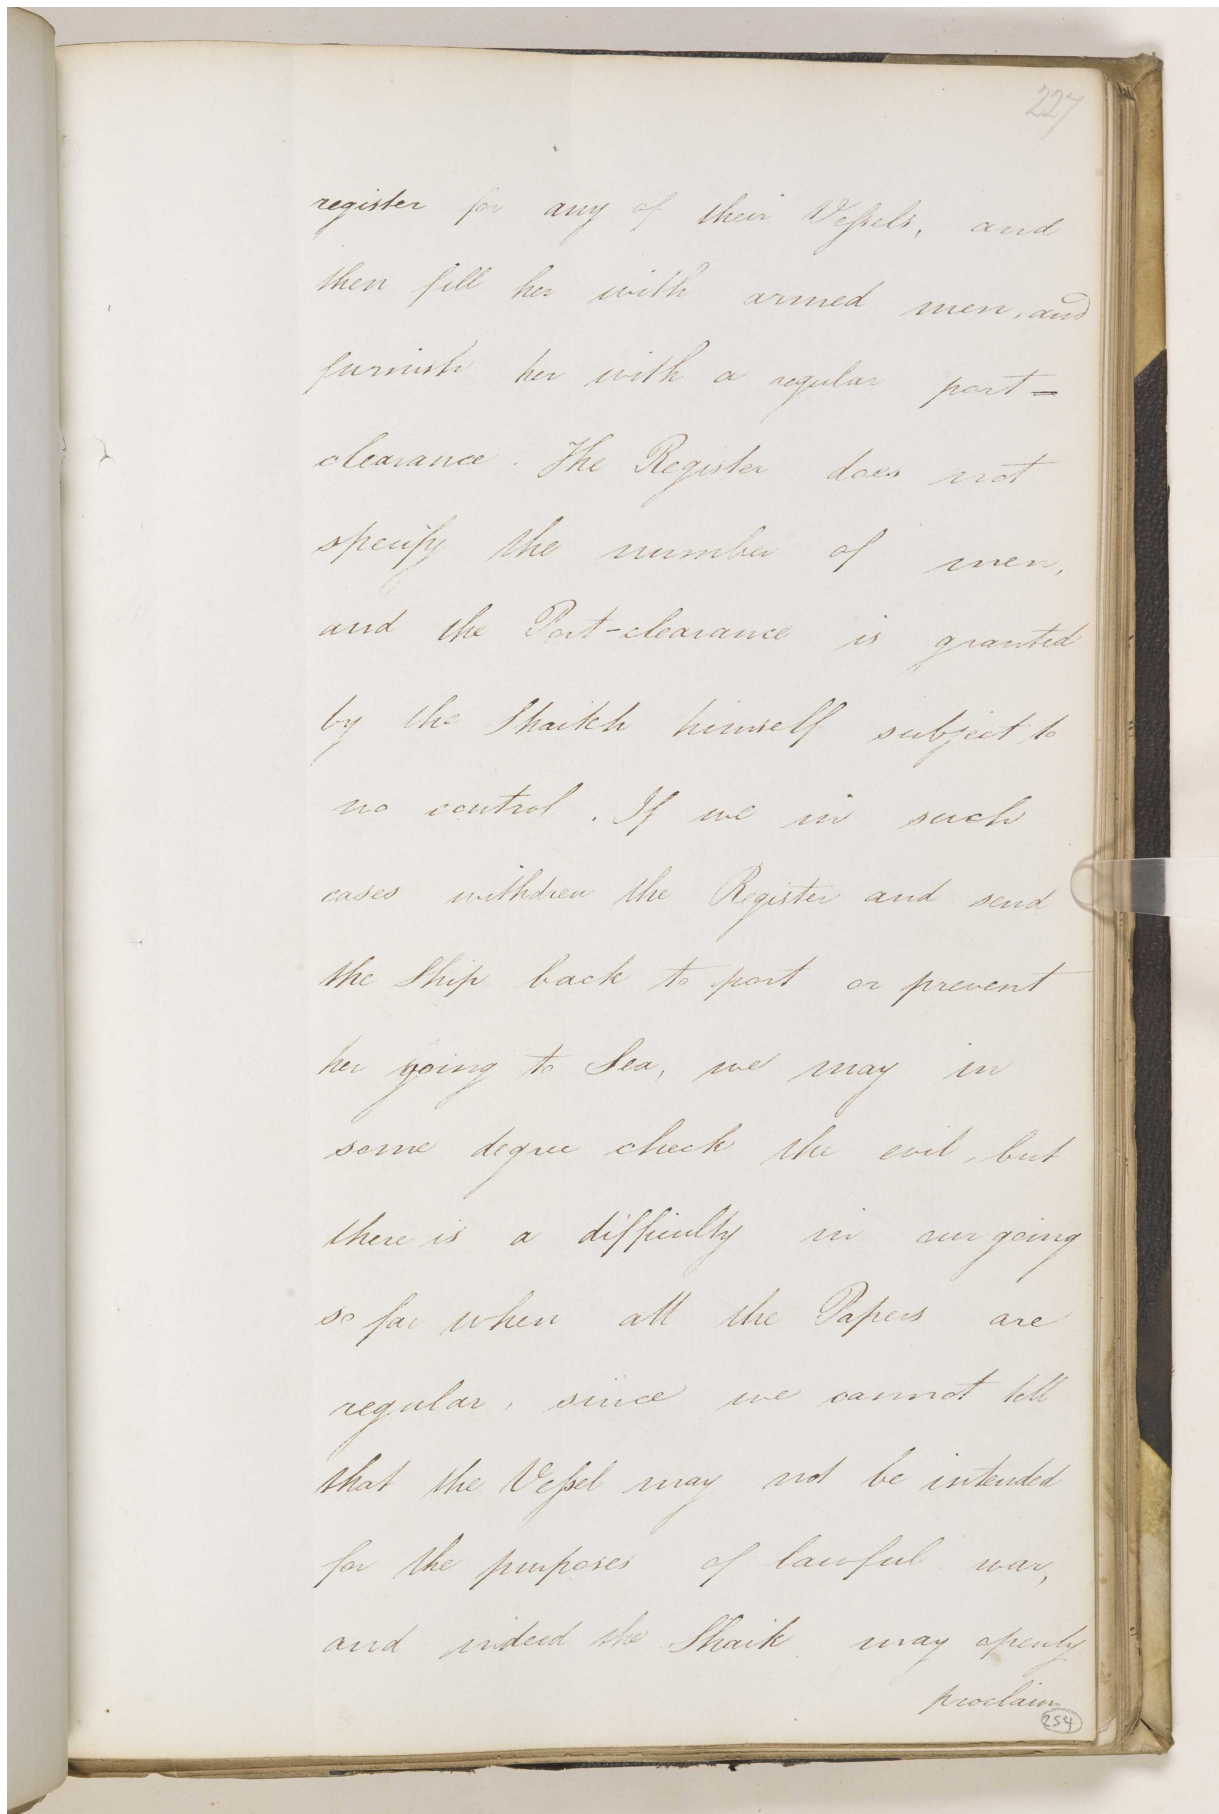 227
register for any of their Vessels, and
then fill her with armed men, and
furnish her with a regular port-
clearance. The Register does not
specify the number of men,
and the Port-clearance is granted
by the Shaikh himself subject to
no control. If we in such
cases withdrew the Register and send
the Ship back to port or prevent
her going to Sea, we may in
some degree check the evil, but
there is a difficulty in our going
so far when all the Papers are
regular, since we cannot tell
that the Vessel may not be intended
for the purposes of lawful war,
and indeed the Shaik may openly
proclaim
254